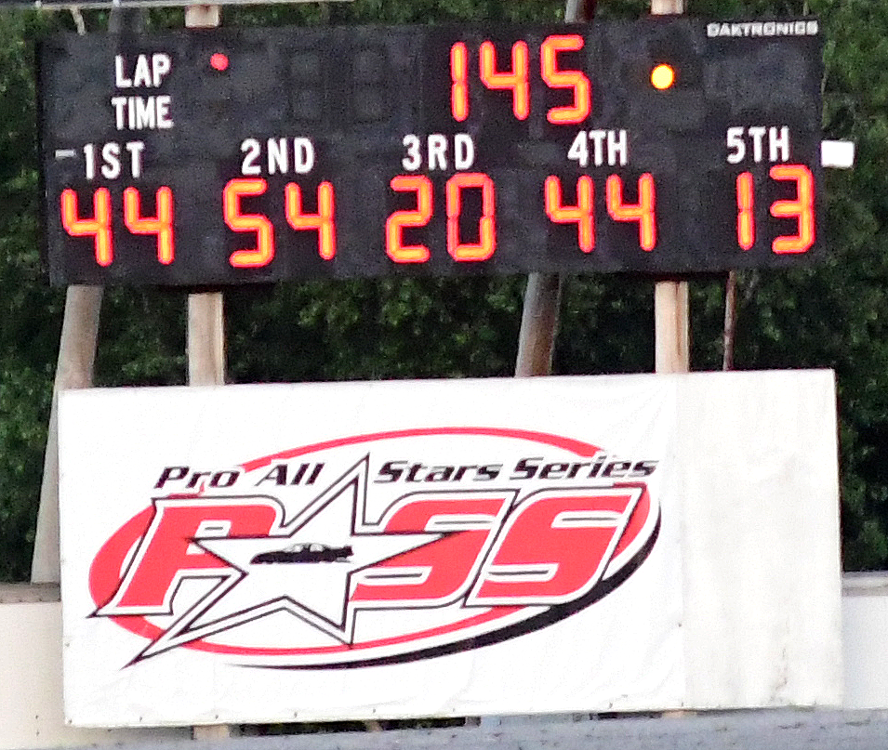 DAKTRONICS
LAP 145
TIME
1ST 2ND 3RD 4TH 5TH
44 54 20 44 13
Pro All Stars Series
PASS